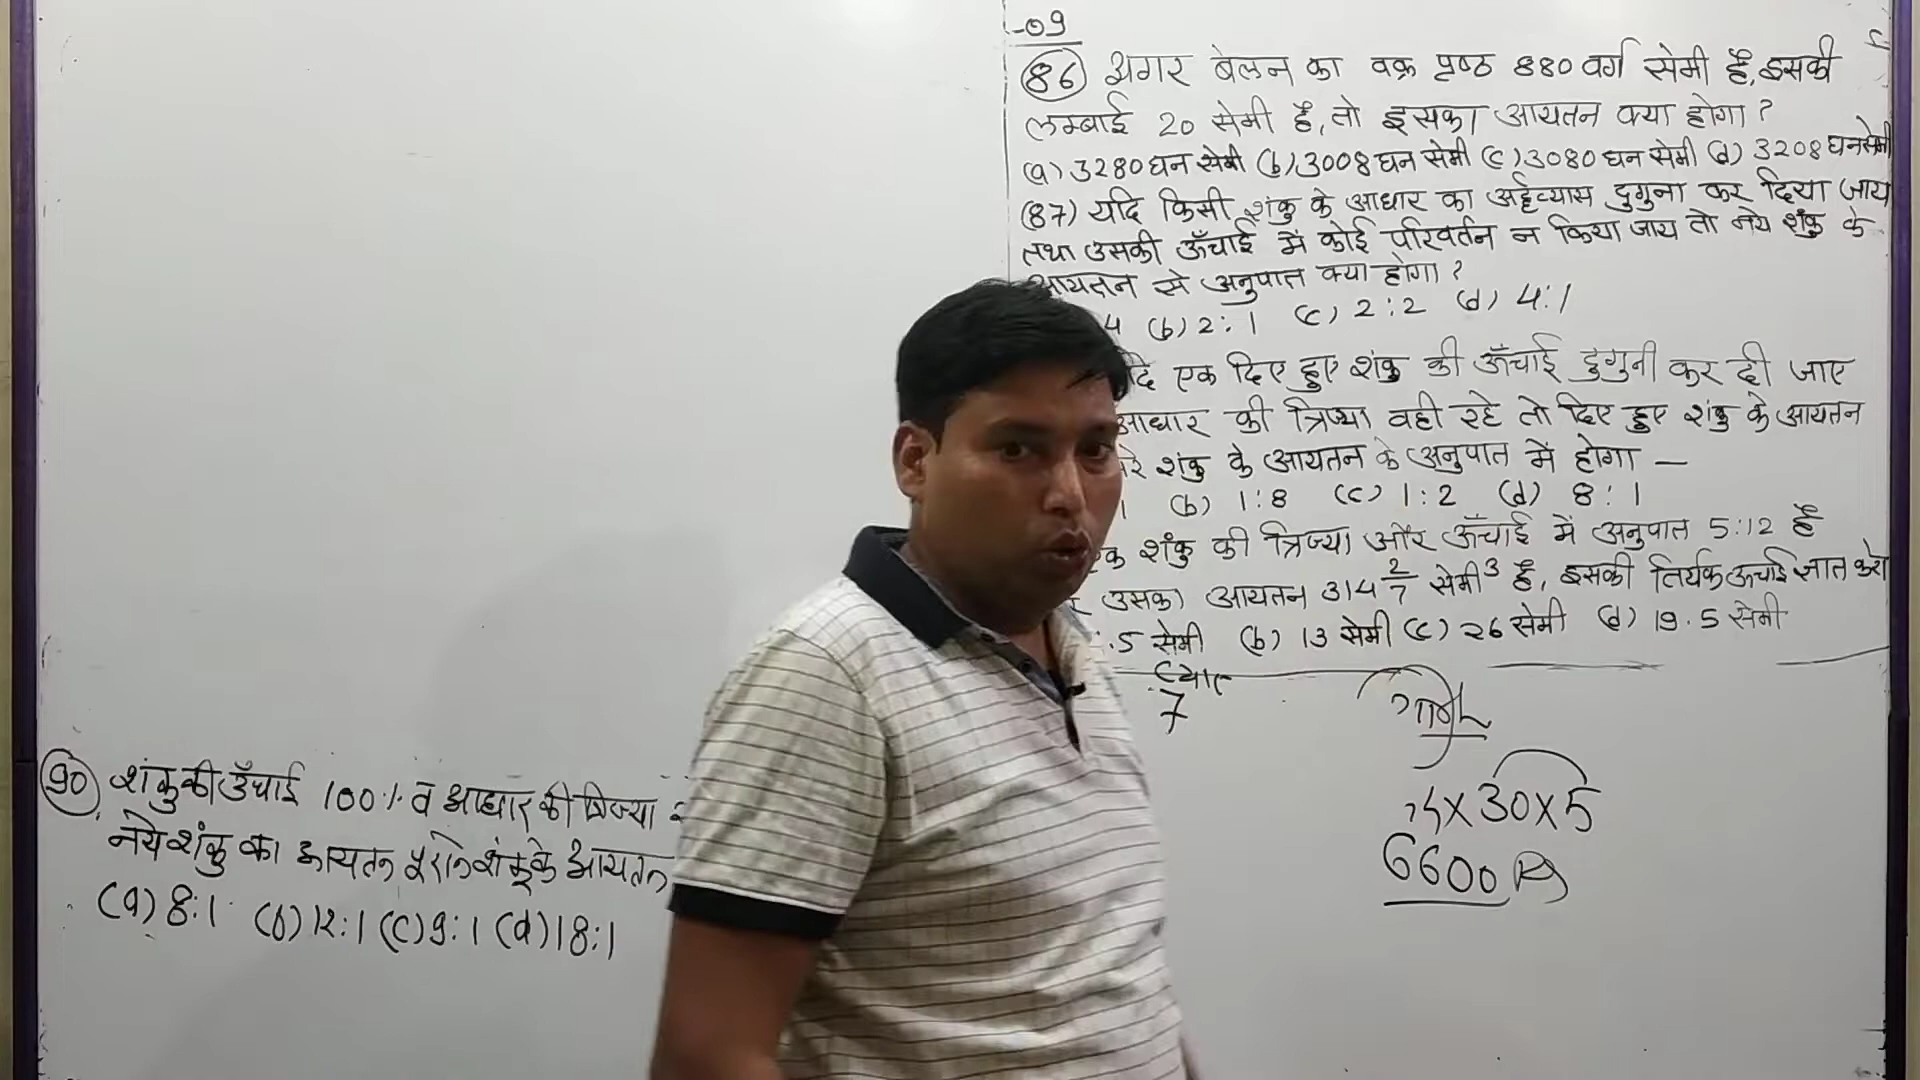 -09
(86) अगर बेलन का वक्र पृष्ठ 880 वर्ग सेमी है, इसकी
लम्बाई 20 सेमी है, तो इसका आयतन क्या होगा?
(a) 3280 घन सेमी (b) 3008 घन सेमी (c) 3080 घन सेमी (d) 3208 घन सेमी
(87) यदि किसी शंकु के आधार का अर्द्धव्यास दुगुना कर दिया जाय
तथा उसकी ऊँचाई में कोई परिवर्तन न किया जाय तो नये शंकु के
आयतन से अनुपात क्या होगा?
4 (b) 2:1 (c) 2:2 (d) 4:1
एक दिए हुए शंकु की ऊँचाई दुगुनी कर दी जाए
आधार की त्रिज्या वही रहे तो दिए हुए शंकु के आयतन
शंकु के आयतन के अनुपात में होगा —
1 (b) 1:8 (c) 1:2 (d) 8:1
शंकु की त्रिज्या और ऊँचाई में अनुपात 5:12 है
उसका आयतन 314 2/7 सेमी³ है, इसकी तिर्यक ऊचाई ज्ञात करो
.5 सेमी (b) 13 सेमी (c) 26 सेमी (d) 19.5 सेमी
7
x30x5
6600
(90) शंकु की ऊँचाई 100% व आधार की त्रिज्या
नये शंकु का आयतन पुराने शंकु के आयतन
(a) 8:1 (b) 12:1 (c) 9:1 (d) 18:1